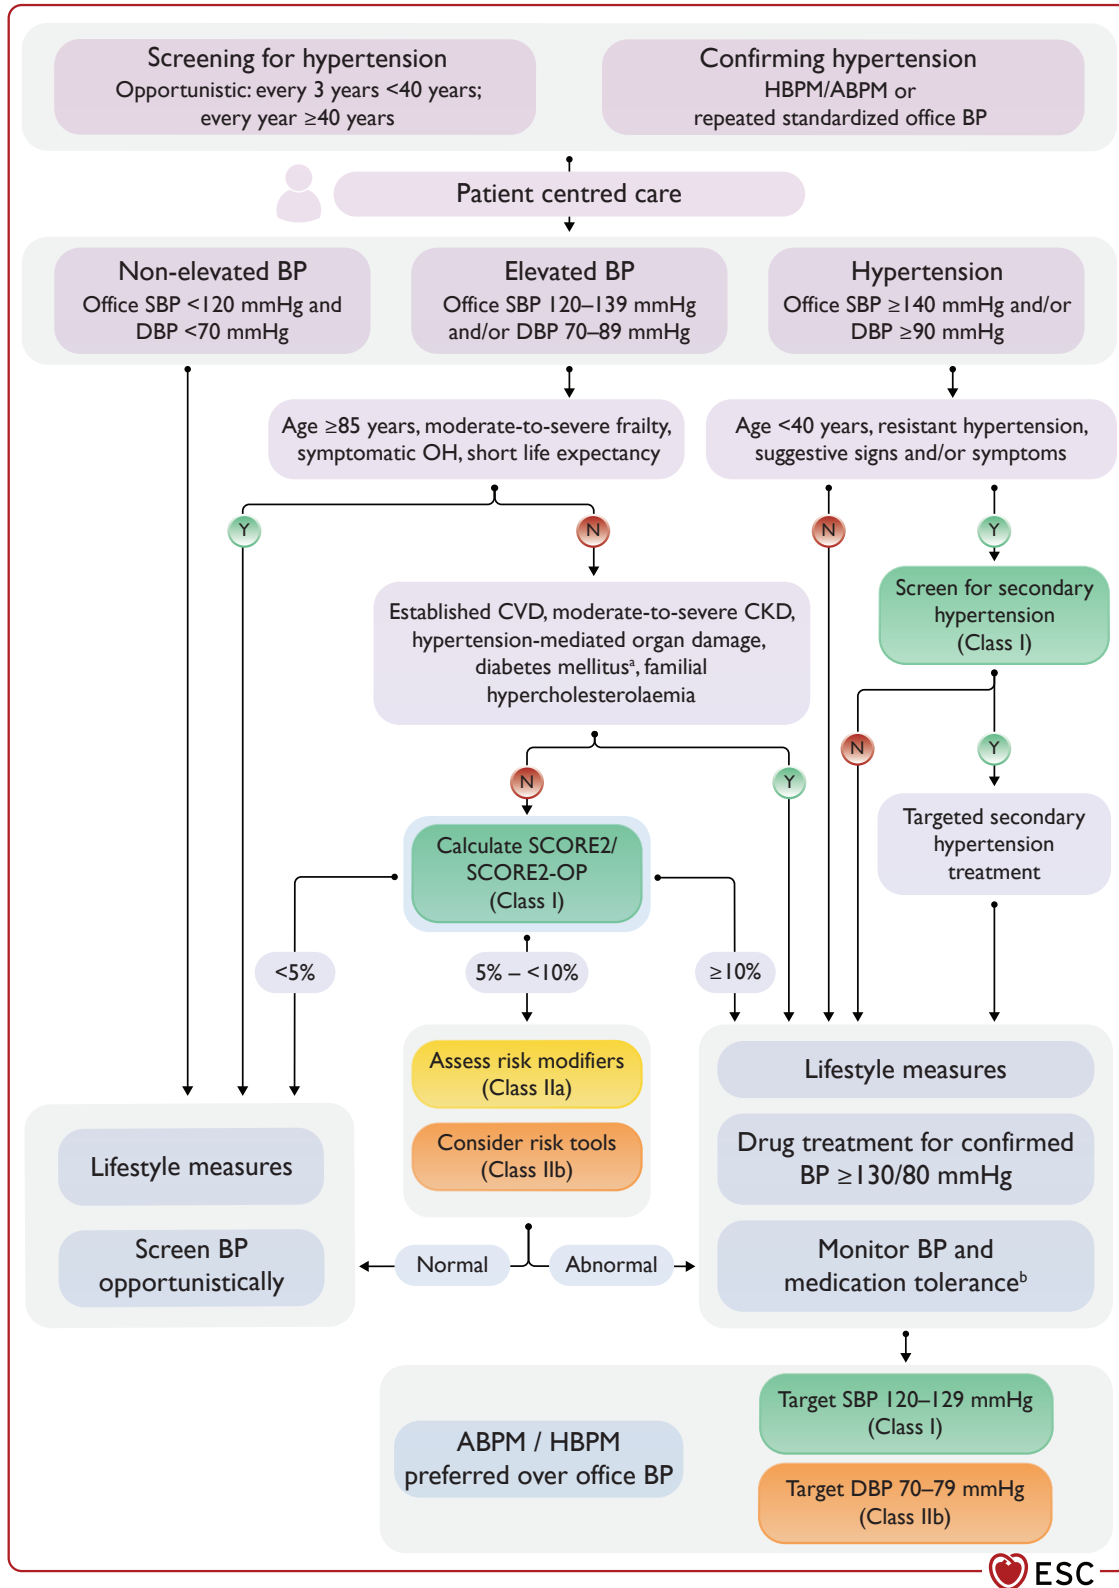 Screening for hypertension
Opportunistic: every 3 years <40 years;
every year ≥40 years
Confirming hypertension
HBPM/ABPM or
repeated standardized office BP
Patient centred care
Non-elevated BP
Office SBP <120 mmHg and
DBP <70 mmHg
Elevated BP
Office SBP 120–139 mmHg
and/or DBP 70–89 mmHg
Hypertension
Office SBP ≥140 mmHg and/or
DBP ≥90 mmHg
Age ≥85 years, moderate-to-severe frailty,
symptomatic OH, short life expectancy
Age <40 years, resistant hypertension,
suggestive signs and/or symptoms
Y
N
N
Y
Established CVD, moderate-to-severe CKD,
hypertension-mediated organ damage,
diabetes mellitusᵃ, familial
hypercholesterolaemia
Screen for secondary
hypertension
(Class I)
N
Y
N
Y
Calculate SCORE2/
SCORE2-OP
(Class I)
Targeted secondary
hypertension
treatment
<5%
5% – <10%
≥10%
Assess risk modifiers
(Class IIa)
Consider risk tools
(Class IIb)
Lifestyle measures
Drug treatment for confirmed
BP ≥130/80 mmHg
Monitor BP and
medication toleranceᵇ
Lifestyle measures
Screen BP
opportunistically
Normal
Abnormal
ABPM / HBPM
preferred over office BP
Target SBP 120–129 mmHg
(Class I)
Target DBP 70–79 mmHg
(Class IIb)
ESC